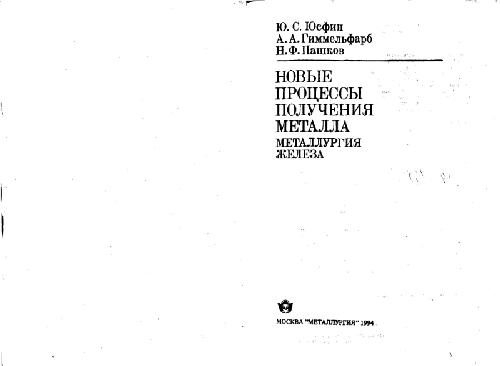 Ю. С. Юсфин
А. А. Гиммельфарб
Н. Ф. Пашков
НОВЫЕ
ПРОЦЕССЫ
ПОЛУЧЕНИЯ
МЕТАЛЛА
МЕТАЛЛУРГИЯ
ЖЕЛЕЗА
МОСКВА "МЕТАЛЛУРГИЯ" 1994